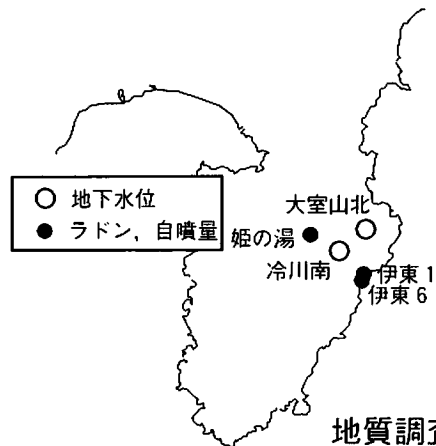 ○ 地下水位
● ラドン，自噴量
大室山北
姫の湯
冷川南
伊東 1
伊東 6
地質調